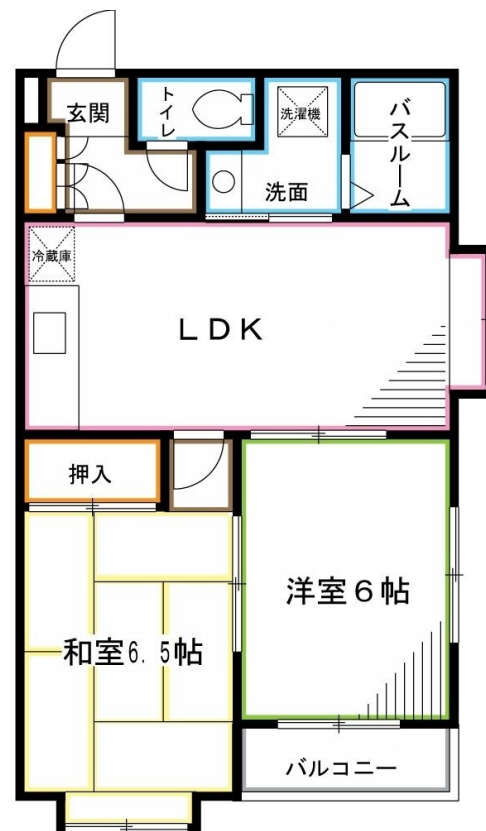 玄関
トイレ
洗濯機
洗面
バスルーム
冷蔵庫
LDK
押入
洋室6帖
和室6.5帖
バルコニー